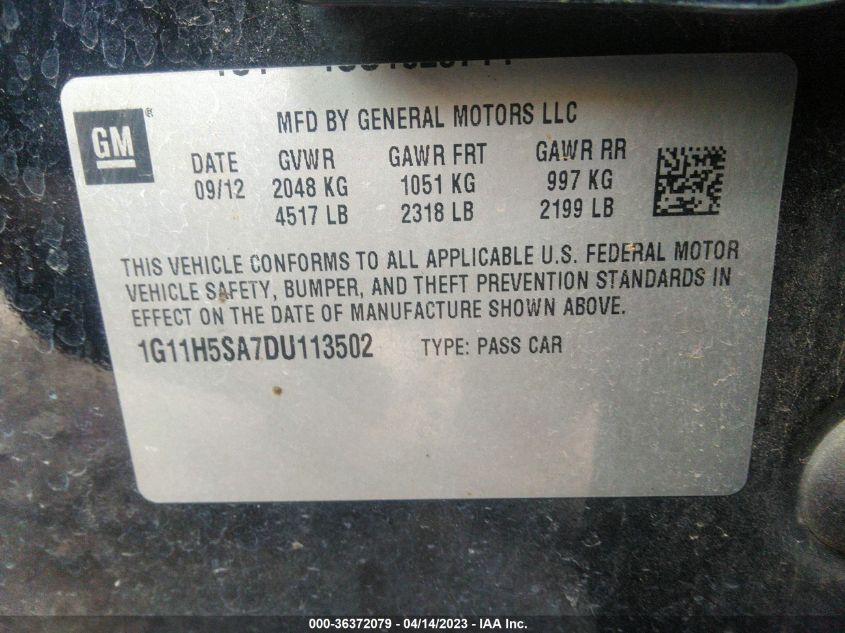 MFD BY GENERAL MOTORS LLC
GM ®
DATE GVWR GAWR FRT GAWR RR
09/12 2048 KG 1051 KG 997 KG
4517 LB 2318 LB 2199 LB
THIS VEHICLE CONFORMS TO ALL APPLICABLE U.S. FEDERAL MOTOR
VEHICLE SAFETY, BUMPER, AND THEFT PREVENTION STANDARDS IN
EFFECT ON THE DATE OF MANUFACTURE SHOWN ABOVE.
1G11H5SA7DU113502 TYPE: PASS CAR
000-36372079 - 04/14/2023 - IAA Inc.